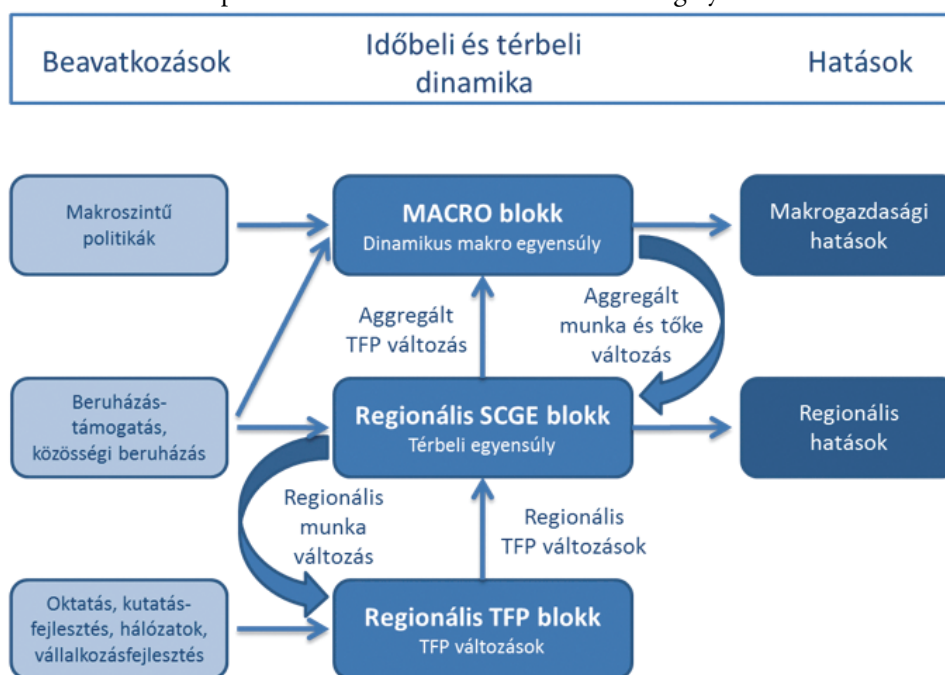 Beavatkozások
Időbeli és térbeli
dinamika
Hatások
Makroszintű
politikák
MACRO blokk
Dinamikus makro egyensúly
Makrogazdasági
hatások
Aggregált
TFP változás
Aggregált
munka és tőke
változás
Beruházás-
támogatás,
közösségi beruházás
Regionális SCGE blokk
Térbeli egyensúly
Regionális
hatások
Regionális
munka
változás
Regionális
TFP változások
Oktatás, kutatás-
fejlesztés, hálózatok,
vállalkozásfejlesztés
Regionális TFP blokk
TFP változások